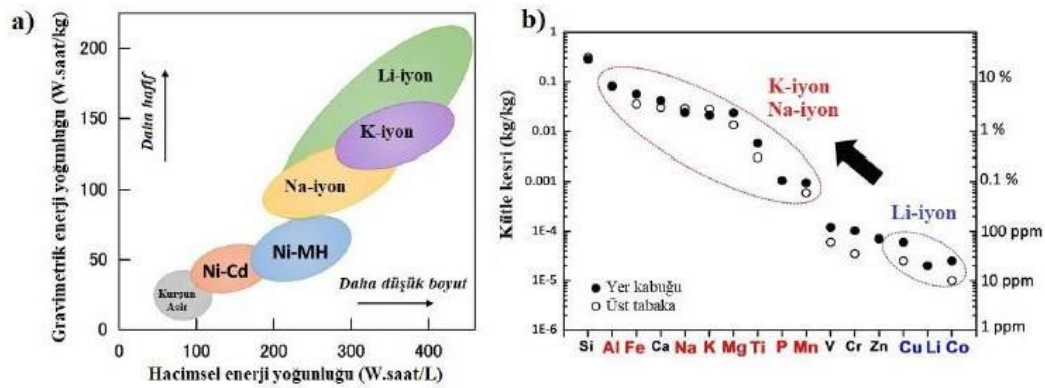 a)
Gravimetrik enerji yoğunluğu (W.saat/kg)
200
150
100
50
0
Daha hafif
Li-iyon
K-iyon
Na-iyon
Ni-MH
Ni-Cd
Kurşun
Asit
Daha düşük boyut
0 100 200 300 400
Hacimsel enerji yoğunluğu (W.saat/L)
b)
Kütle kesri (kg/kg)
1
0.1
0.01
0.001
1E-4
1E-5
1E-6
K-iyon
Na-iyon
Li-iyon
Yer kabuğu
Üst tabaka
10 %
1 %
0.1 %
100 ppm
10 ppm
1 ppm
Si Al Fe Ca Na K Mg Ti P Mn V Cr Zn Cu Li Co